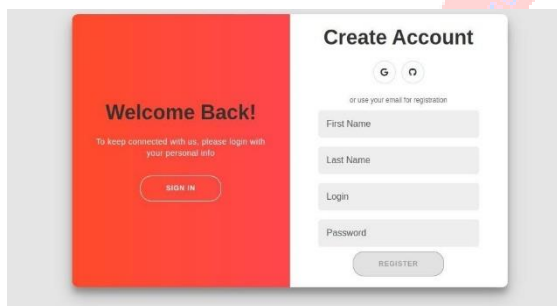 Welcome Back!
To keep connected with us, please login with
your personal info
SIGN IN
Create Account
G
or use your email for registration
First Name
Last Name
Login
Password
REGISTER